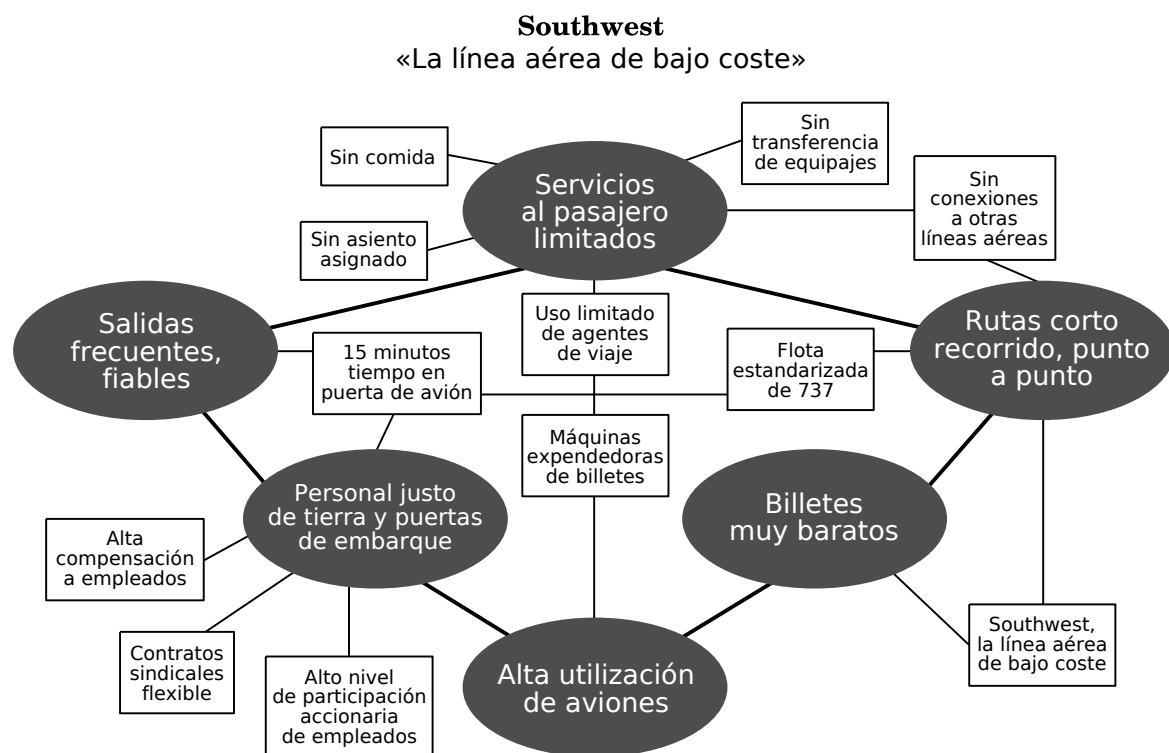 Southwest
«La línea aérea de bajo coste»
Sin comida
Servicios
al pasajero
limitados
Sin
transferencia
de equipajes
Sin
conexiones
a otras
líneas aéreas
Sin asiento
asignado
Salidas
frecuentes,
fiables
15 minutos
tiempo en
puerta de avión
Uso limitado
de agentes
de viaje
Flota
estandarizada
de 737
Rutas corto
recorrido, punto
a punto
Máquinas
expendedoras
de billetes
Personal justo
de tierra y puertas
de embarque
Billetes
muy baratos
Alta
compensación
a empleados
Contratos
sindicales
flexible
Alto nivel
de participación
accionaria
de empleados
Alta utilización
de aviones
Southwest,
la línea aérea
de bajo coste